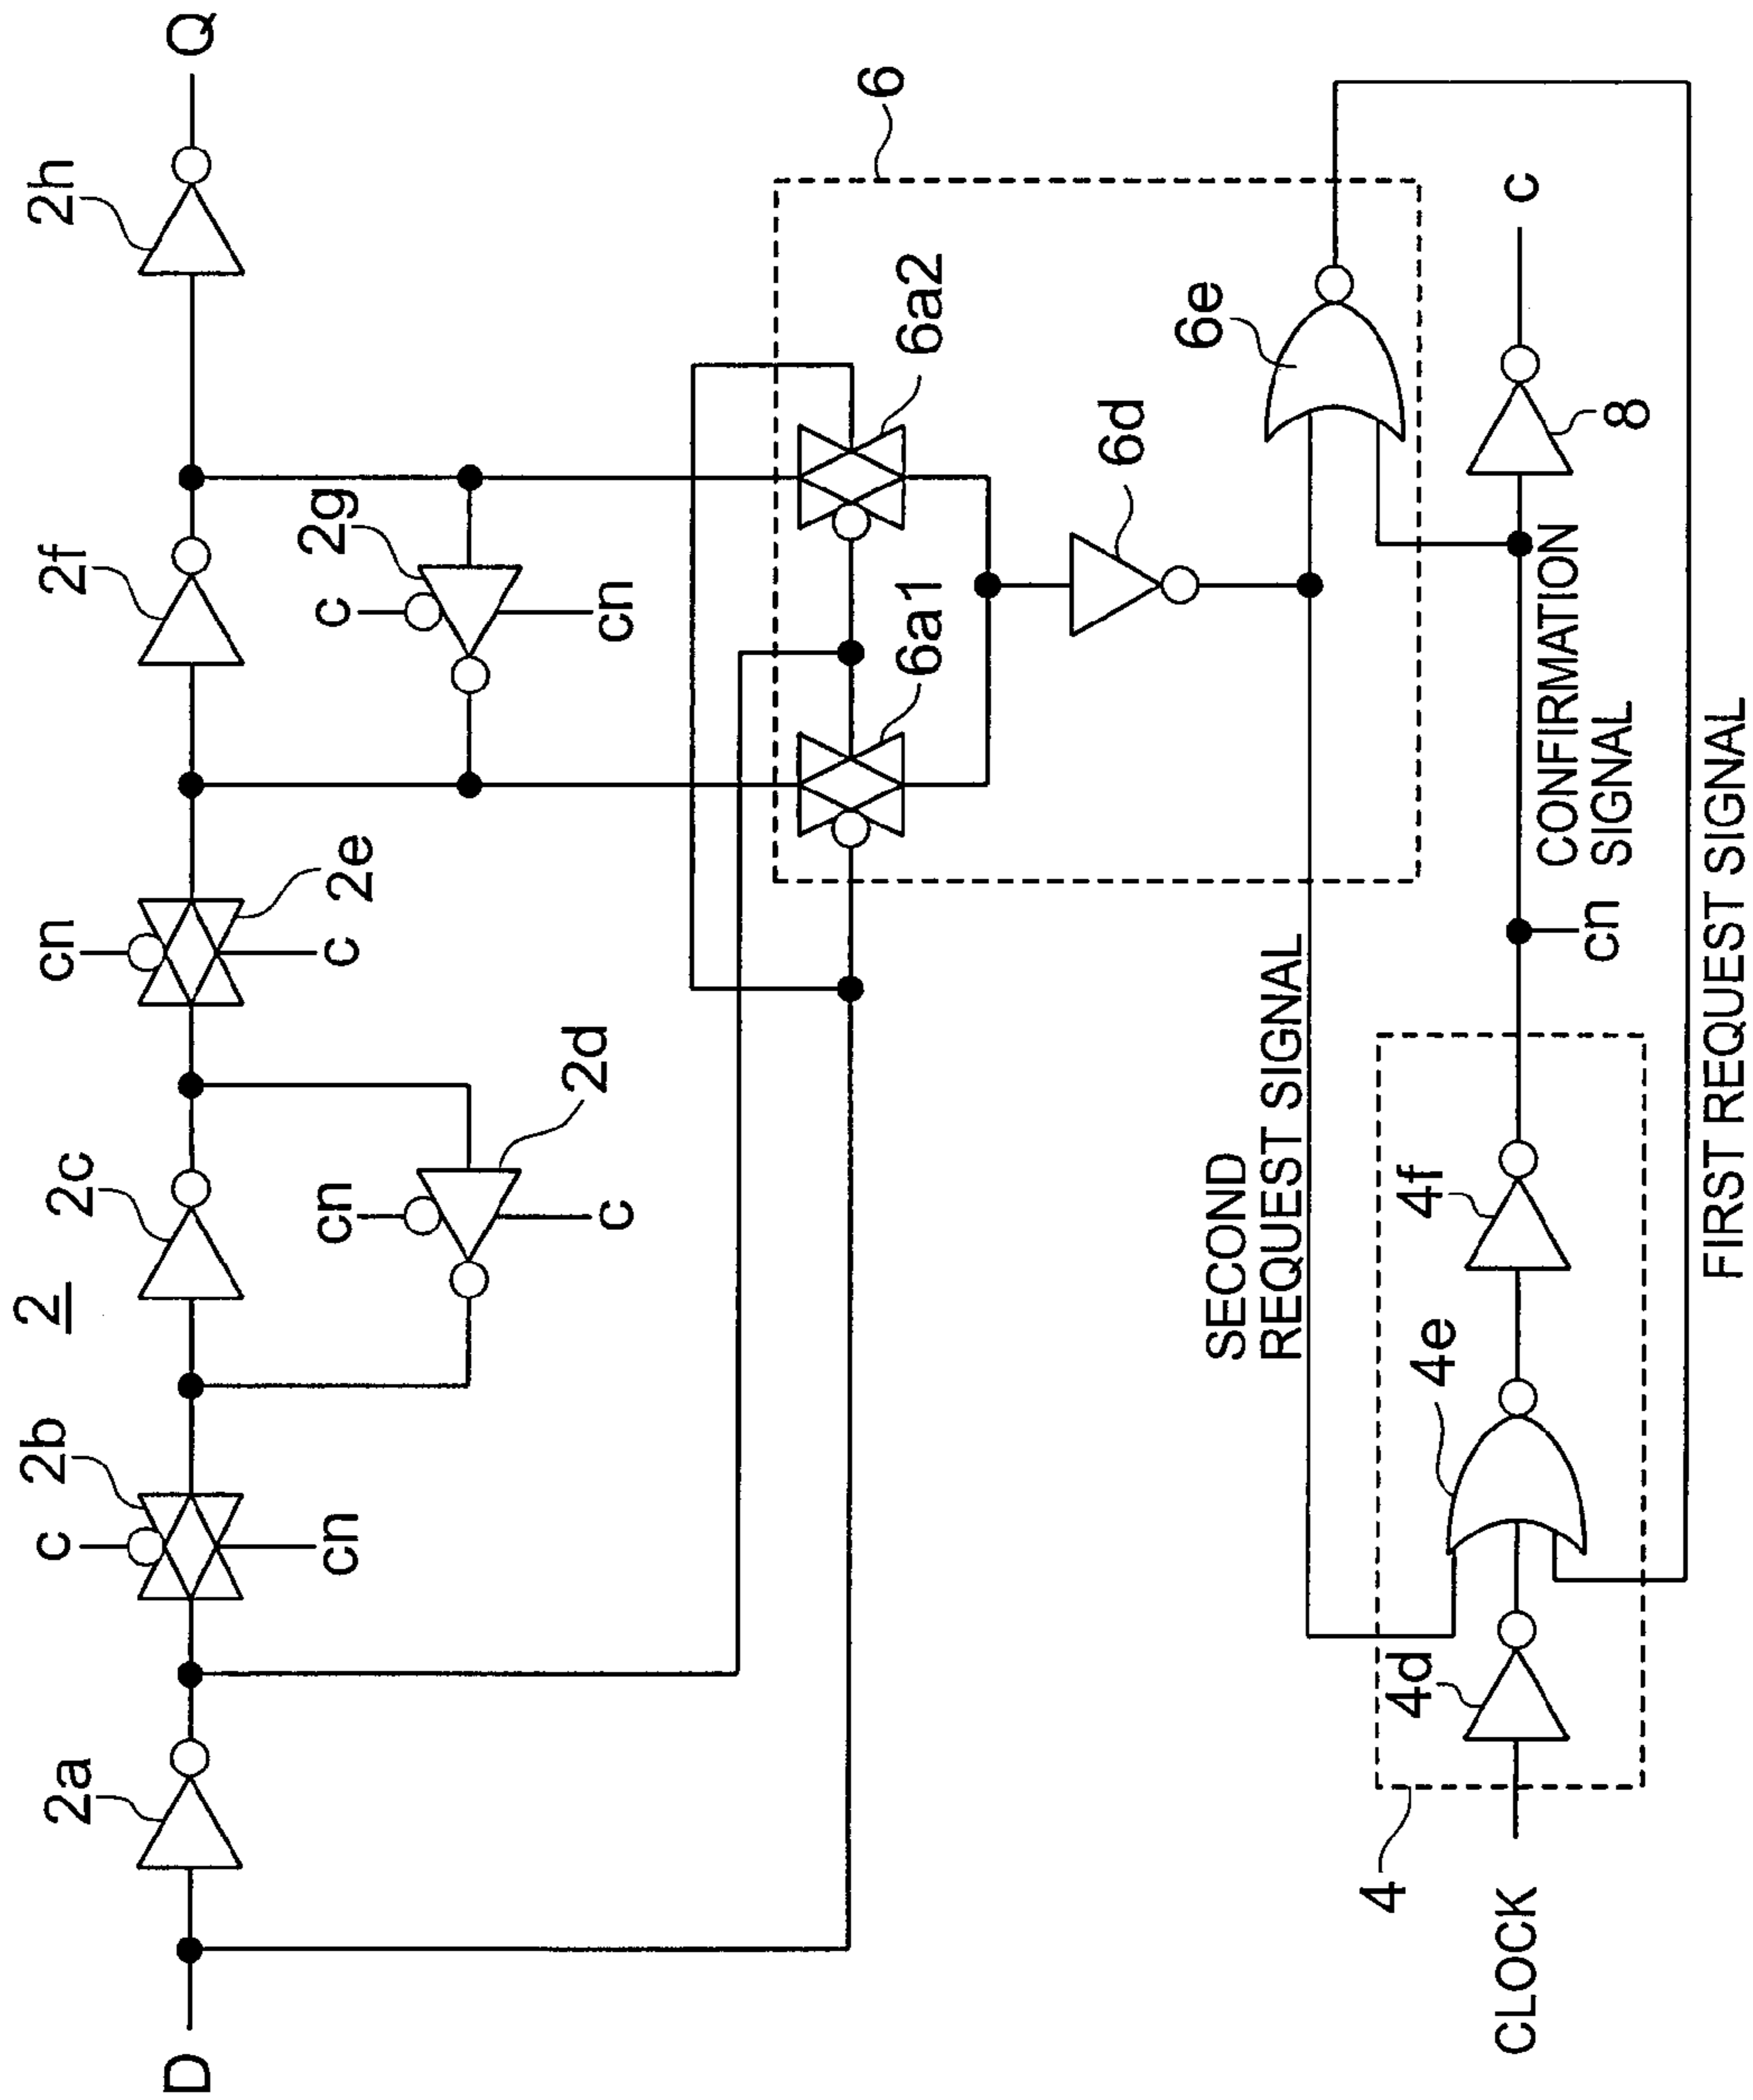 2
D
2a
c
2b
cn
2c
cn
2d
c
cn
2e
c
2f
c
2g
cn
2h
Q
6
6a1
6a2
6d
6e
SECOND
REQUEST SIGNAL
CLOCK
4
4d
4e
4f
cn
CONFIRMATION
SIGNAL
8
c
FIRST REQUEST SIGNAL